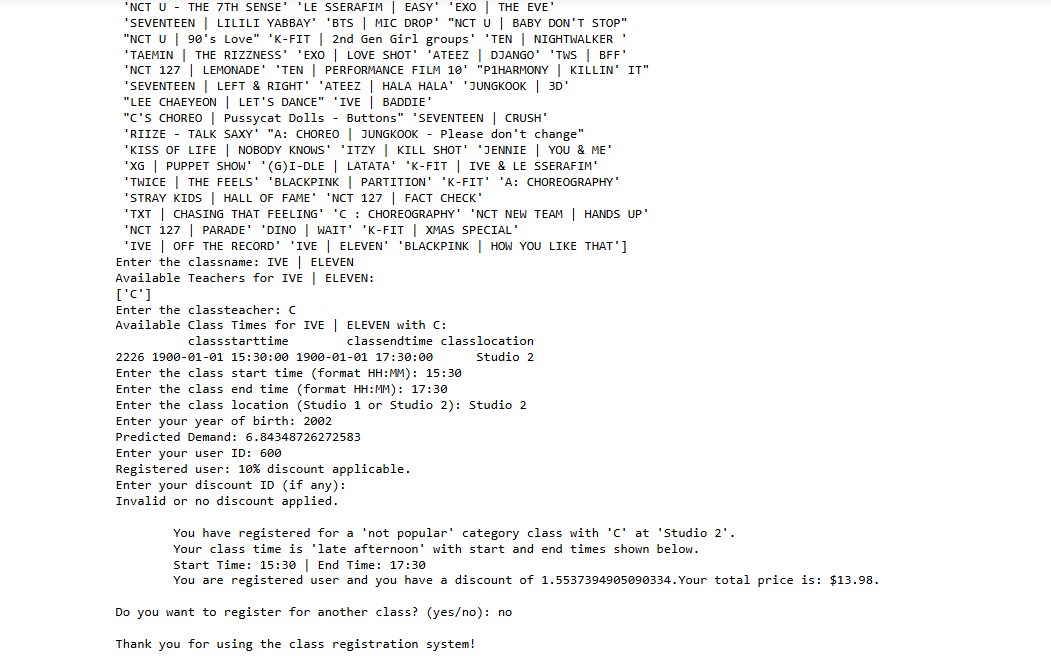 'NCT U - THE 7TH SENSE' 'LE SSERAFIM | EASY' 'EXO | THE EVE'
'SEVENTEEN | LILILI YABBAY' 'BTS | MIC DROP' "NCT U | BABY DON'T STOP"
"NCT U | 90's Love" 'K-FIT | 2nd Gen Girl groups' 'TEN | NIGHTWALKER '
'TAEMIN | THE RIZZNESS' 'EXO | LOVE SHOT' 'ATEEZ | DJANGO' 'TWS | BFF'
'NCT 127 | LEMONADE' 'TEN | PERFORMANCE FILM 10' "P1HARMONY | KILLIN' IT"
'SEVENTEEN | LEFT & RIGHT' 'ATEEZ | HALA HALA' 'JUNGKOOK | 3D'
"LEE CHAEYEON | LET'S DANCE" 'IVE | BADDIE'
"C'S CHOREO | Pussycat Dolls - Buttons" 'SEVENTEEN | CRUSH'
'RIIZE - TALK SAXY' "A: CHOREO | JUNGKOOK - Please don't change"
'KISS OF LIFE | NOBODY KNOWS' 'ITZY | KILL SHOT' 'JENNIE | YOU & ME'
'XG | PUPPET SHOW' '(G)I-DLE | LATATA' 'K-FIT | IVE & LE SSERAFIM'
'TWICE | THE FEELS' 'BLACKPINK | PARTITION' 'K-FIT' 'A: CHOREOGRAPHY'
'STRAY KIDS | HALL OF FAME' 'NCT 127 | FACT CHECK'
'TXT | CHASING THAT FEELING' 'C : CHOREOGRAPHY' 'NCT NEW TEAM | HANDS UP'
'NCT 127 | PARADE' 'DINO | WAIT' 'K-FIT | XMAS SPECIAL'
'IVE | OFF THE RECORD' 'IVE | ELEVEN' 'BLACKPINK | HOW YOU LIKE THAT']
Enter the classname: IVE | ELEVEN
Available Teachers for IVE | ELEVEN:
['C']
Enter the classteacher: C
Available Class Times for IVE | ELEVEN with C:
classstarttime classendtime classlocation
2226 1900-01-01 15:30:00 1900-01-01 17:30:00 Studio 2
Enter the class start time (format HH:MM): 15:30
Enter the class end time (format HH:MM): 17:30
Enter the class location (Studio 1 or Studio 2): Studio 2
Enter your year of birth: 2002
Predicted Demand: 6.84348726272583
Enter your user ID: 600
Registered user: 10% discount applicable.
Enter your discount ID (if any):
Invalid or no discount applied.
You have registered for a 'not popular' category class with 'C' at 'Studio 2'.
Your class time is 'late afternoon' with start and end times shown below.
Start Time: 15:30 | End Time: 17:30
You are registered user and you have a discount of 1.5537394905090334.Your total price is: $13.98.
Do you want to register for another class? (yes/no): no
Thank you for using the class registration system!